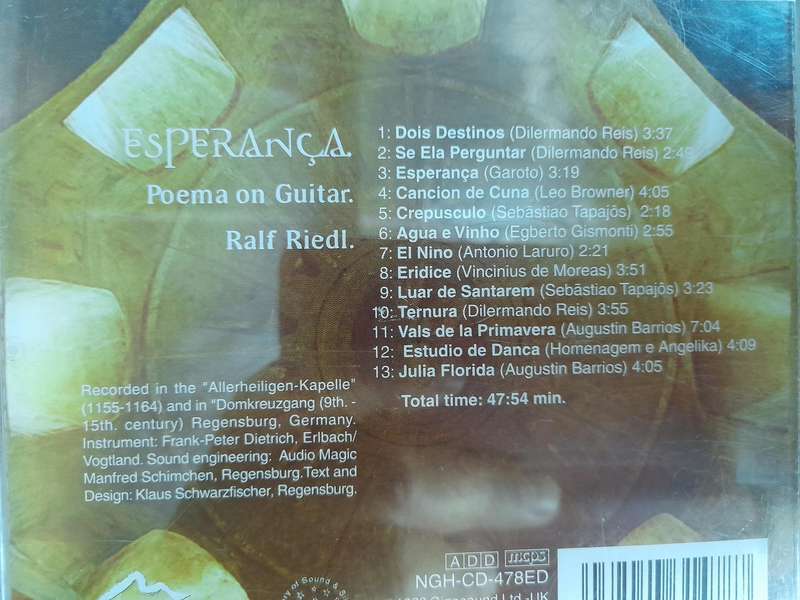 ESPERANÇA.
Poema on Guitar.
Ralf Riedl.
1: Dois Destinos (Dilermando Reis) 3:37
2: Se Ela Perguntar (Dilermando Reis) 2:49
3: Esperança (Garoto) 3:19
4: Cancion de Cuna (Leo Browner) 4:05
5: Crepusculo (Sebãstiao Tapajôs) 2:18
6: Agua e Vinho (Egberto Gismonti) 2:55
7: El Nino (Antonio Laruro) 2:21
8: Eridice (Vincinius de Moreas) 3:51
9: Luar de Santarem (Sebãstiao Tapajôs) 3:23
10: Ternura (Dilermando Reis) 3:55
11: Vals de la Primavera (Augustin Barrios) 7:04
12: Estudio de Danca (Homenagem e Angelika) 4:09
13: Julia Florida (Augustin Barrios) 4:05
Total time: 47:54 min.
Recorded in the "Allerheiligen-Kapelle"
(1155-1164) and in "Domkreuzgang (9th. -
15th. century) Regensburg, Germany.
Instrument: Frank-Peter Dietrich, Erlbach/
Vogtland. Sound engineering: Audio Magic
Manfred Schimchen, Regensburg.Text and
Design: Klaus Schwarzfischer, Regensburg.
ADD mcps
NGH-CD-478ED
of Sound &
Ltd.-UK